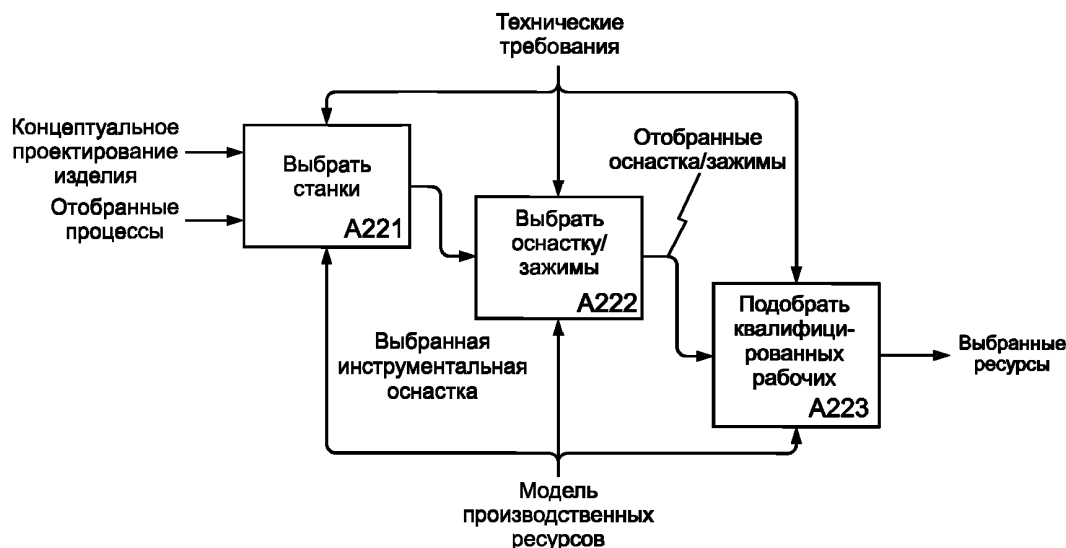 Технические
требования
Концептуальное
проектирование
изделия
Отобранные
процессы
Выбрать
станки
A221
Отобранные
оснастка/зажимы
Выбрать
оснастку/
зажимы
A222
Выбранная
инструментальная
оснастка
Подобрать
квалифици-
рованных
рабочих
A223
Выбранные
ресурсы
Модель
производственных
ресурсов